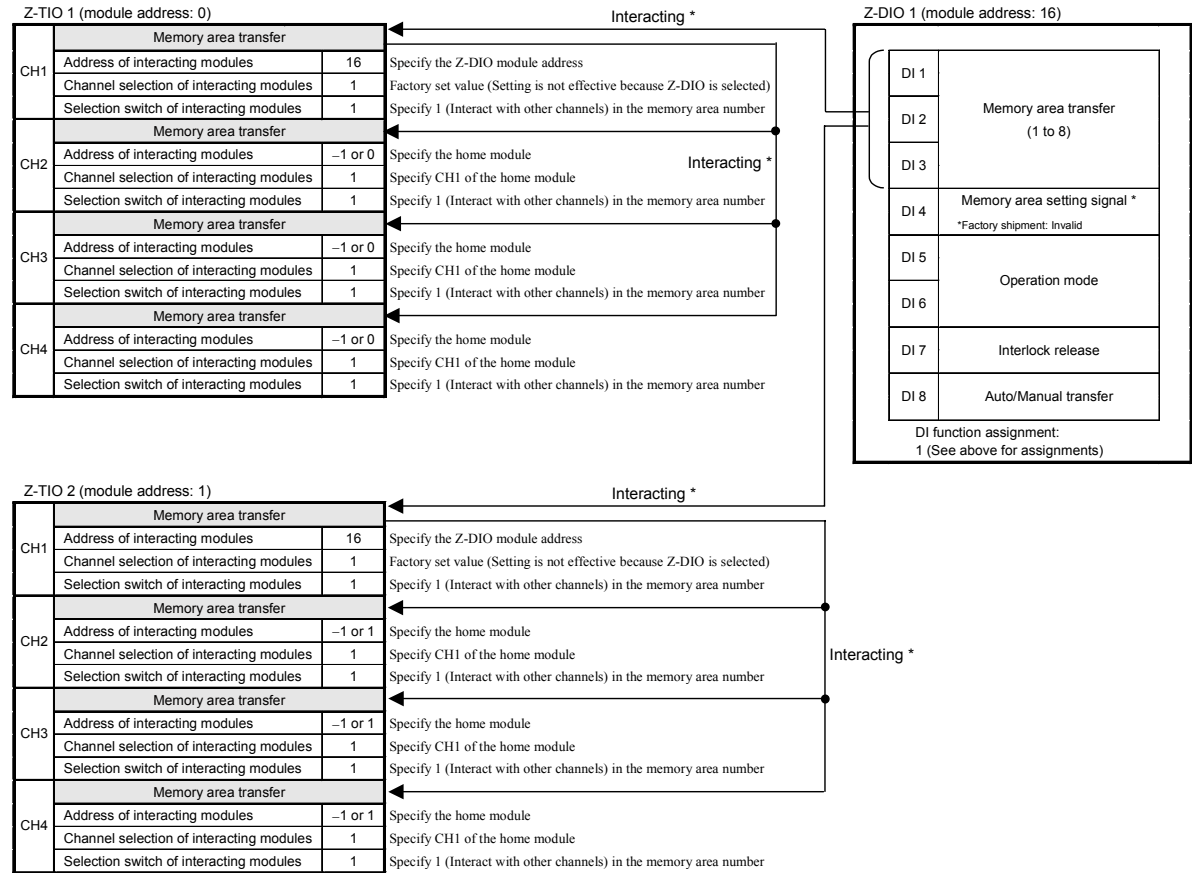 Z-TIO 1 (module address: 0)
Interacting *
Memory area transfer
CH1
Address of interacting modules 16 Specify the Z-DIO module address
Channel selection of interacting modules 1 Factory set value (Setting is not effective because Z-DIO is selected)
Selection switch of interacting modules 1 Specify 1 (Interact with other channels) in the memory area number
Memory area transfer
CH2
Address of interacting modules −1 or 0 Specify the home module
Interacting *
Channel selection of interacting modules 1 Specify CH1 of the home module
Selection switch of interacting modules 1 Specify 1 (Interact with other channels) in the memory area number
Memory area transfer
CH3
Address of interacting modules −1 or 0 Specify the home module
Channel selection of interacting modules 1 Specify CH1 of the home module
Selection switch of interacting modules 1 Specify 1 (Interact with other channels) in the memory area number
Memory area transfer
CH4
Address of interacting modules −1 or 0 Specify the home module
Channel selection of interacting modules 1 Specify CH1 of the home module
Selection switch of interacting modules 1 Specify 1 (Interact with other channels) in the memory area number
Z-DIO 1 (module address: 16)
DI 1
DI 2
DI 3
Memory area transfer
(1 to 8)
DI 4
Memory area setting signal *
*Factory shipment: Invalid
DI 5
DI 6
Operation mode
DI 7 Interlock release
DI 8 Auto/Manual transfer
DI function assignment:
1 (See above for assignments)
Z-TIO 2 (module address: 1)
Interacting *
Memory area transfer
CH1
Address of interacting modules 16 Specify the Z-DIO module address
Channel selection of interacting modules 1 Factory set value (Setting is not effective because Z-DIO is selected)
Selection switch of interacting modules 1 Specify 1 (Interact with other channels) in the memory area number
Memory area transfer
CH2
Address of interacting modules −1 or 1 Specify the home module
Channel selection of interacting modules 1 Specify CH1 of the home module
Interacting *
Selection switch of interacting modules 1 Specify 1 (Interact with other channels) in the memory area number
Memory area transfer
CH3
Address of interacting modules −1 or 1 Specify the home module
Channel selection of interacting modules 1 Specify CH1 of the home module
Selection switch of interacting modules 1 Specify 1 (Interact with other channels) in the memory area number
Memory area transfer
CH4
Address of interacting modules −1 or 1 Specify the home module
Channel selection of interacting modules 1 Specify CH1 of the home module
Selection switch of interacting modules 1 Specify 1 (Interact with other channels) in the memory area number